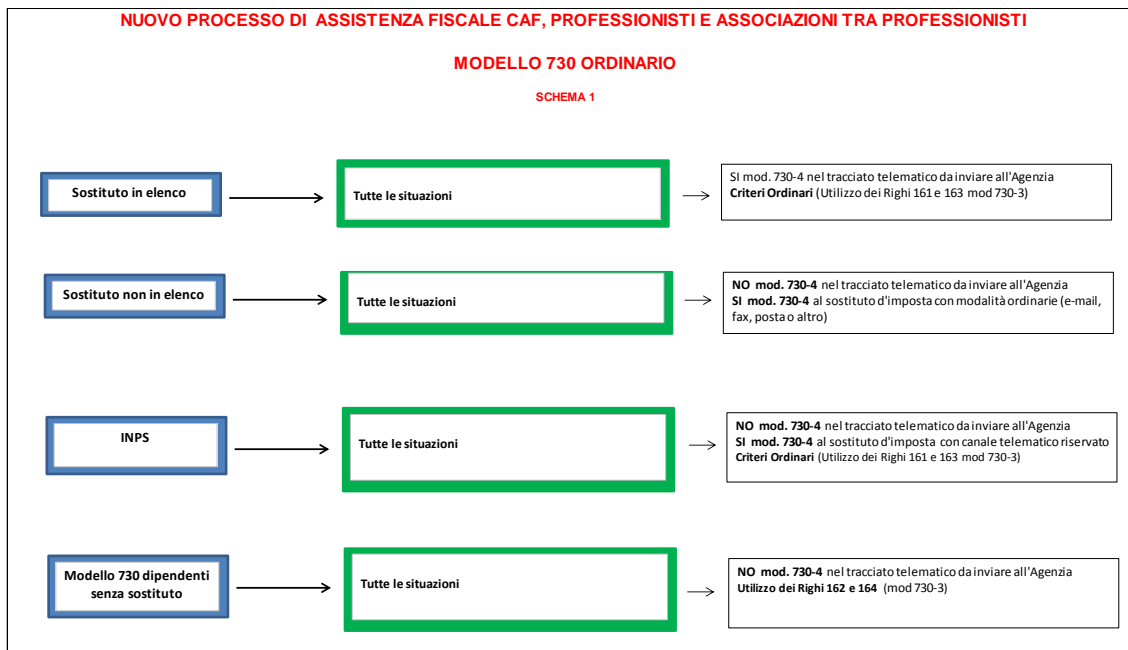 NUOVO PROCESSO DI ASSISTENZA FISCALE CAF, PROFESSIONISTI E ASSOCIAZIONI TRA PROFESSIONISTI
MODELLO 730 ORDINARIO
SCHEMA 1
Sostituto in elenco
Tutte le situazioni
SI mod. 730-4 nel tracciato telematico da inviare all'Agenzia
Criteri Ordinari (Utilizzo dei Righi 161 e 163 mod 730-3)
Sostituto non in elenco
Tutte le situazioni
NO mod. 730-4 nel tracciato telematico da inviare all'Agenzia
SI mod. 730-4 al sostituto d'imposta con modalità ordinarie (e-mail,
fax, posta o altro)
INPS
Tutte le situazioni
NO mod. 730-4 nel tracciato telematico da inviare all'Agenzia
SI mod. 730-4 al sostituto d'imposta con canale telematico riservato
Criteri Ordinari (Utilizzo dei Righi 161 e 163 mod 730-3)
Modello 730 dipendenti
senza sostituto
Tutte le situazioni
NO mod. 730-4 nel tracciato telematico da inviare all'Agenzia
Utilizzo dei Righi 162 e 164 (mod 730-3)